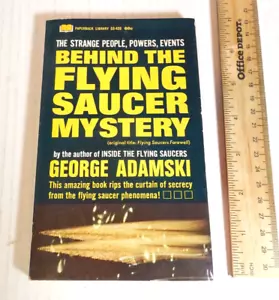 PAPERBACK LIBRARY
THE STRANGE PEOPLE, POWERS, EVENTS
BEHIND THE
FLYING
SAUCER
MYSTERY
(original title: Flying Saucers Farewell)
by the author of INSIDE THE FLYING SAUCERS
GEORGE ADAMSKI
This amazing book rips the curtain of secrecy
from the flying saucer phenomena!
Office DEPOT